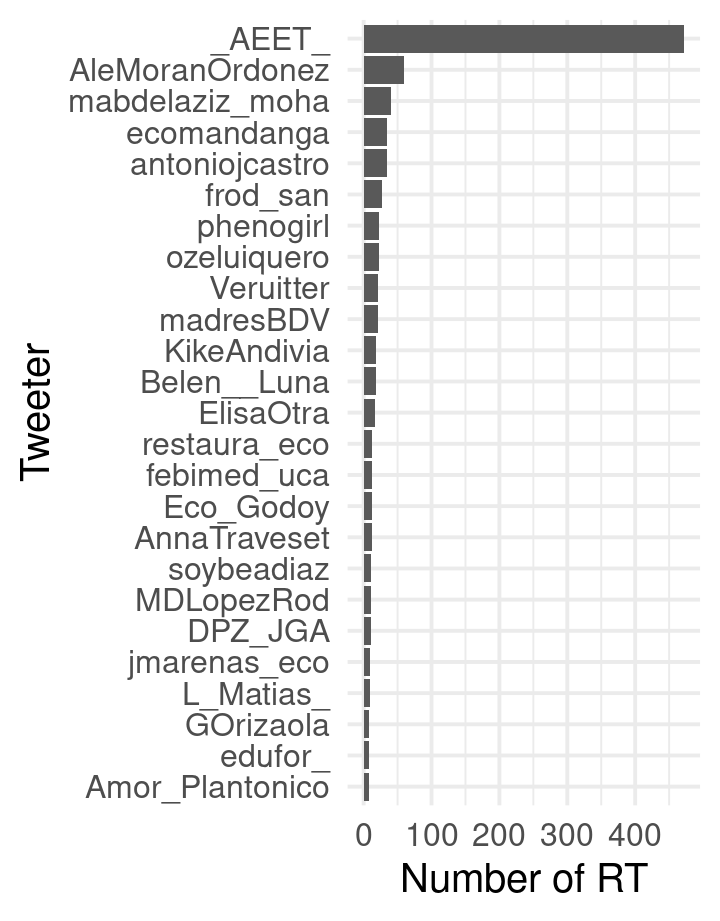 _AEET_
AleMoranOrdonez
mabdelaziz_moha
ecomandanga
antoniojcastro
frod_san
phenogirl
ozeluiquero
Veruitter
madresBDV
KikeAndivia
Belen__Luna
ElisaOtra
restaura_eco
febimed_uca
Eco_Godoy
AnnaTraveset
soybeadiaz
MDLopezRod
DPZ_JGA
jmarenas_eco
L_Matias_
GOrizaola
edufor_
Amor_Plantonico
Tweeter
0 100 200 300 400
Number of RT